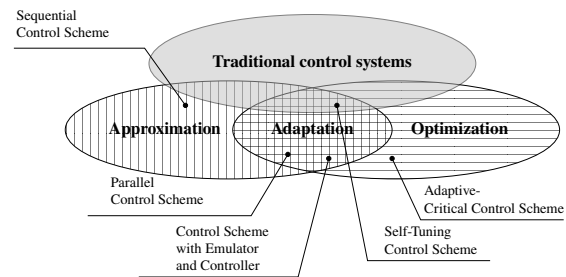 Sequential
Control Scheme
Traditional control systems
Approximation
Adaptation
Optimization
Parallel
Control Scheme
Adaptive-
Critical Control Scheme
Control Scheme
with Emulator
and Controller
Self-Tuning
Control Scheme